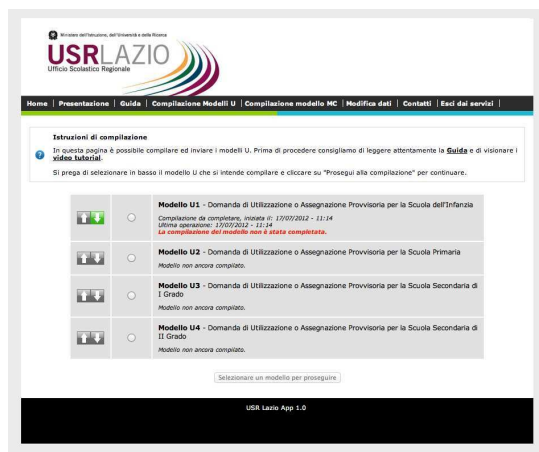 Ministero dell'Istruzione, dell'Università e della Ricerca
USRLAZIO
Ufficio Scolastico Regionale
Home | Presentazione | Guida | Compilazione Modelli U | Compilazione modello MC | Modifica dati | Contatti | Esci dai servizi |
Istruzioni di compilazione
In questa pagina è possibile compilare ed inviare i modelli U. Prima di procedere consigliamo di leggere attentamente la Guida e di visionare i
video tutorial.
Si prega di selezionare in basso il modello U che si intende compilare e cliccare su "Prosegui alla compilazione" per continuare.
Modello U1 - Domanda di Utilizzazione o Assegnazione Provvisoria per la Scuola dell'Infanzia
Compilazione da completare, iniziata il: 17/07/2012 - 11:14
Ultima operazione: 17/07/2012 - 11:14
La compilazione del modello non è stata completata.
Modello U2 - Domanda di Utilizzazione o Assegnazione Provvisoria per la Scuola Primaria
Modello non ancora compilato.
Modello U3 - Domanda di Utilizzazione o Assegnazione Provvisoria per la Scuola Secondaria di
I Grado
Modello non ancora compilato.
Modello U4 - Domanda di Utilizzazione o Assegnazione Provvisoria per la Scuola Secondaria di
II Grado
Modello non ancora compilato.
Selezionare un modello per proseguire
USR Lazio App 1.0